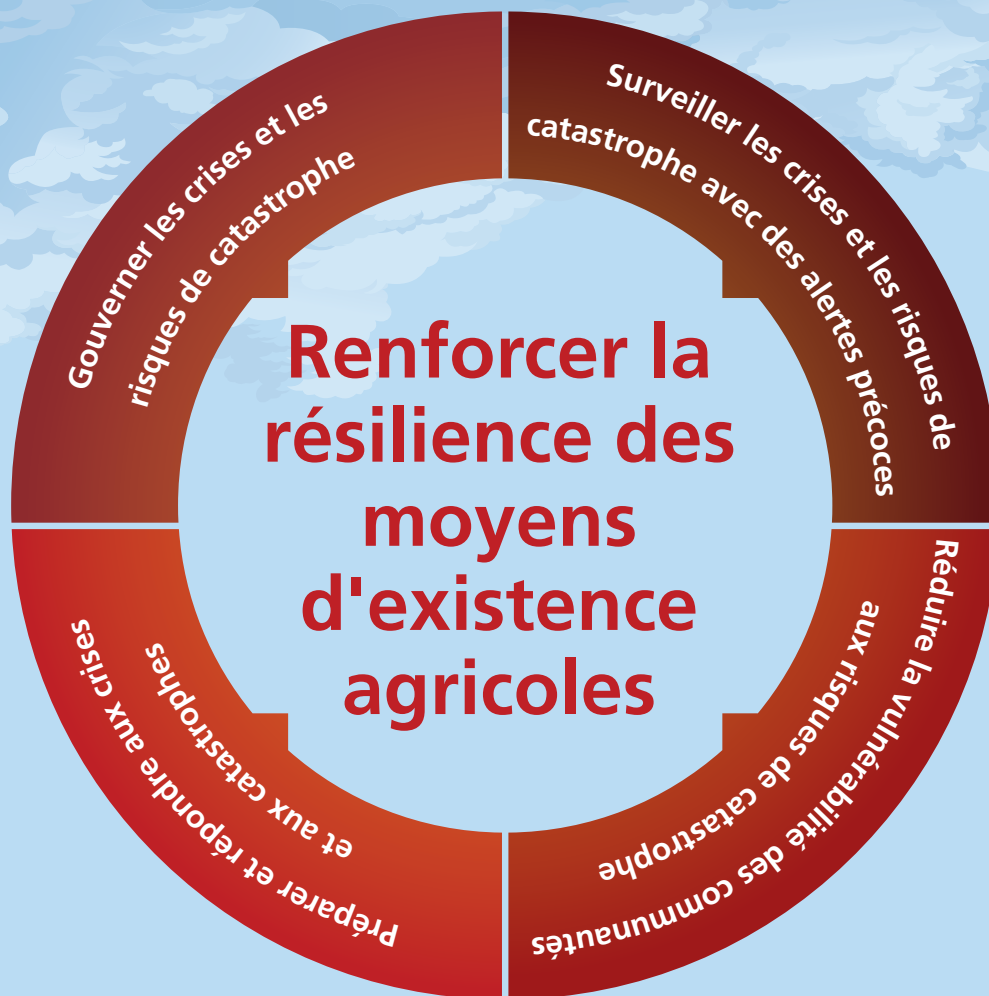 Gouverner les crises et les
risques de catastrophe
Surveiller les crises et les risques de
catastrophe avec des alertes précoces
Renforcer la
résilience des
moyens
d'existence
agricoles
Réduire la vulnérabilité des communautés
aux risques de catastrophe
Préparer et répondre aux crises
et aux catastrophes